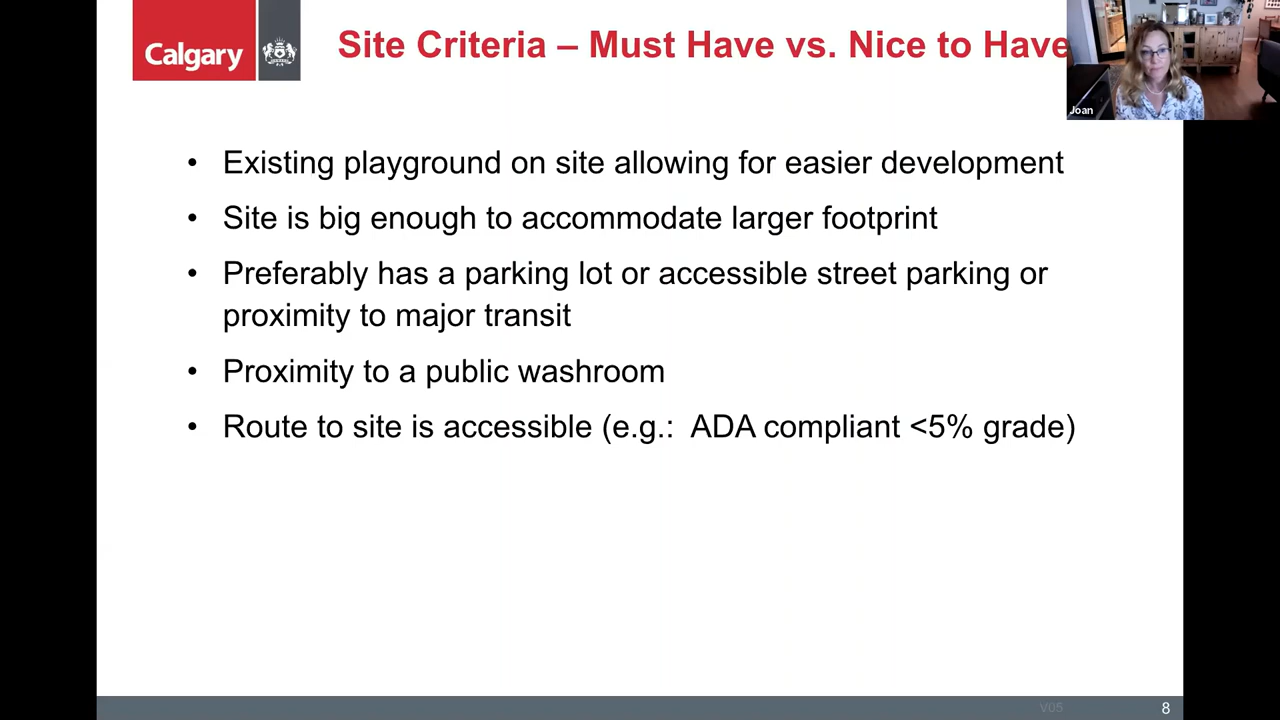 Calgary
Site Criteria – Must Have vs. Nice to Have
Joan
• Existing playground on site allowing for easier development
• Site is big enough to accommodate larger footprint
• Preferably has a parking lot or accessible street parking or
proximity to major transit
• Proximity to a public washroom
• Route to site is accessible (e.g.:  ADA compliant <5% grade)
V05
8